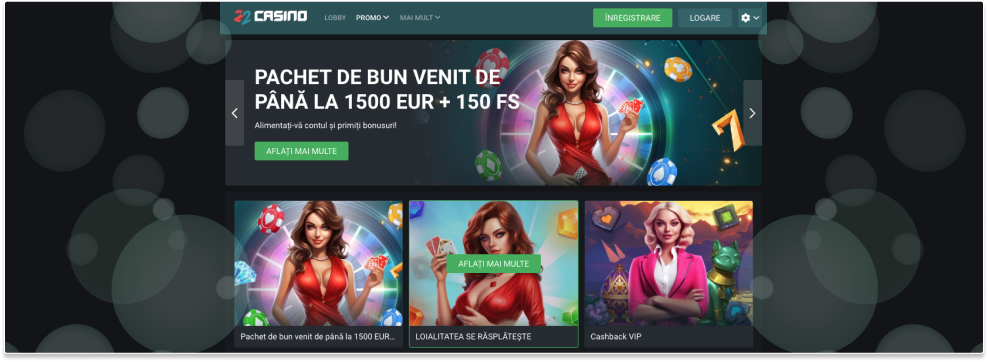 22 CASINO LOBBY PROMO MAI MULT ÎNREGISTRARE LOGARE
PACHET DE BUN VENIT DE
PÂNĂ LA 1500 EUR + 150 FS
Alimentați-vă contul și primiți bonusuri!
AFLAȚI MAI MULTE
7
AFLAȚI MAI MULTE
Pachet de bun venit de până la 1500 EUR... LOIALITATEA SE RĂSPLĂTEȘTE Cashback VIP